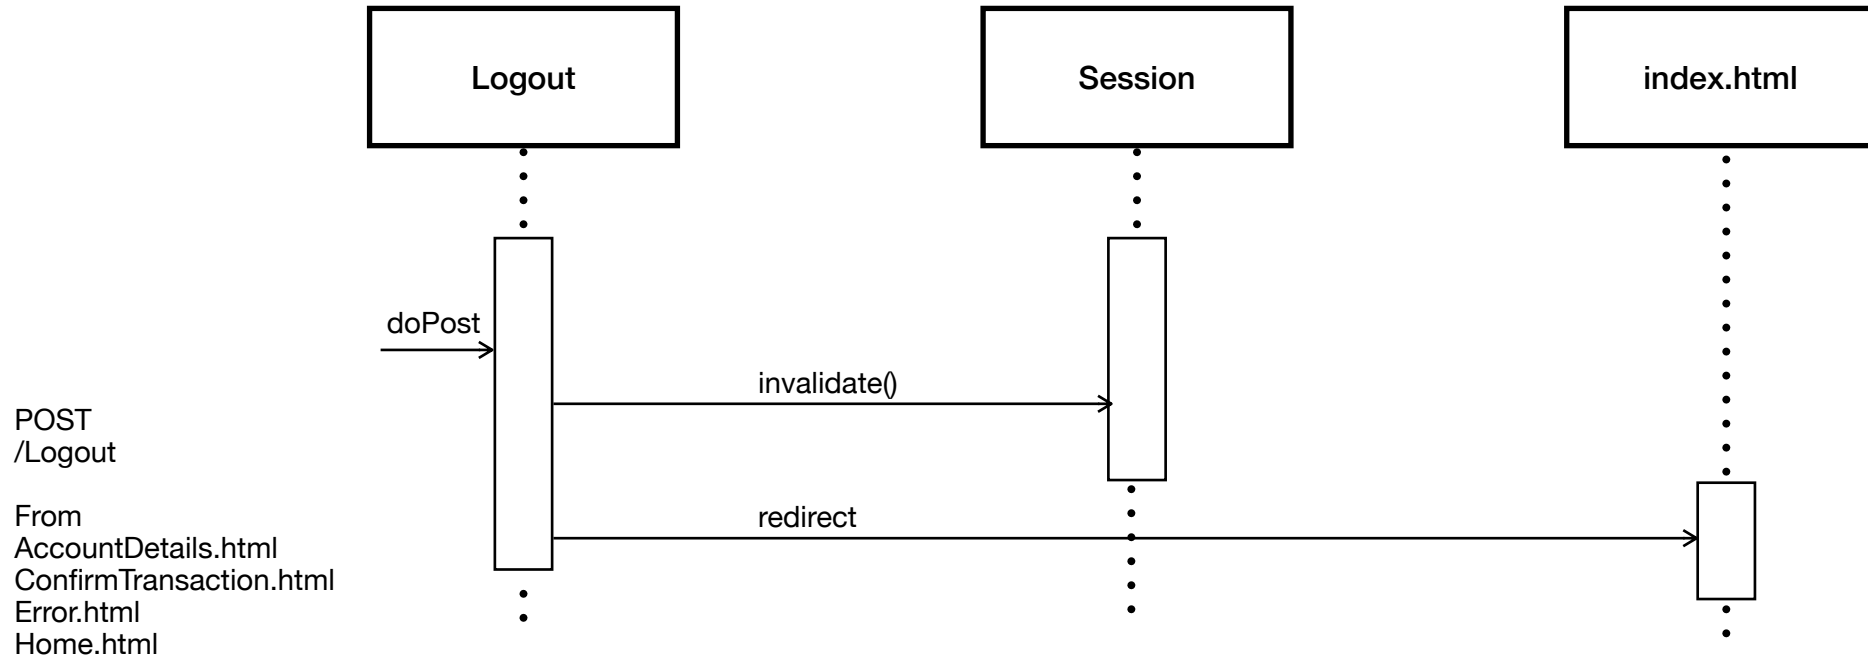 Logout
Session
index.html
doPost
invalidate()
POST
/Logout
redirect
From
AccountDetails.html
ConfirmTransaction.html
Error.html
Home.html